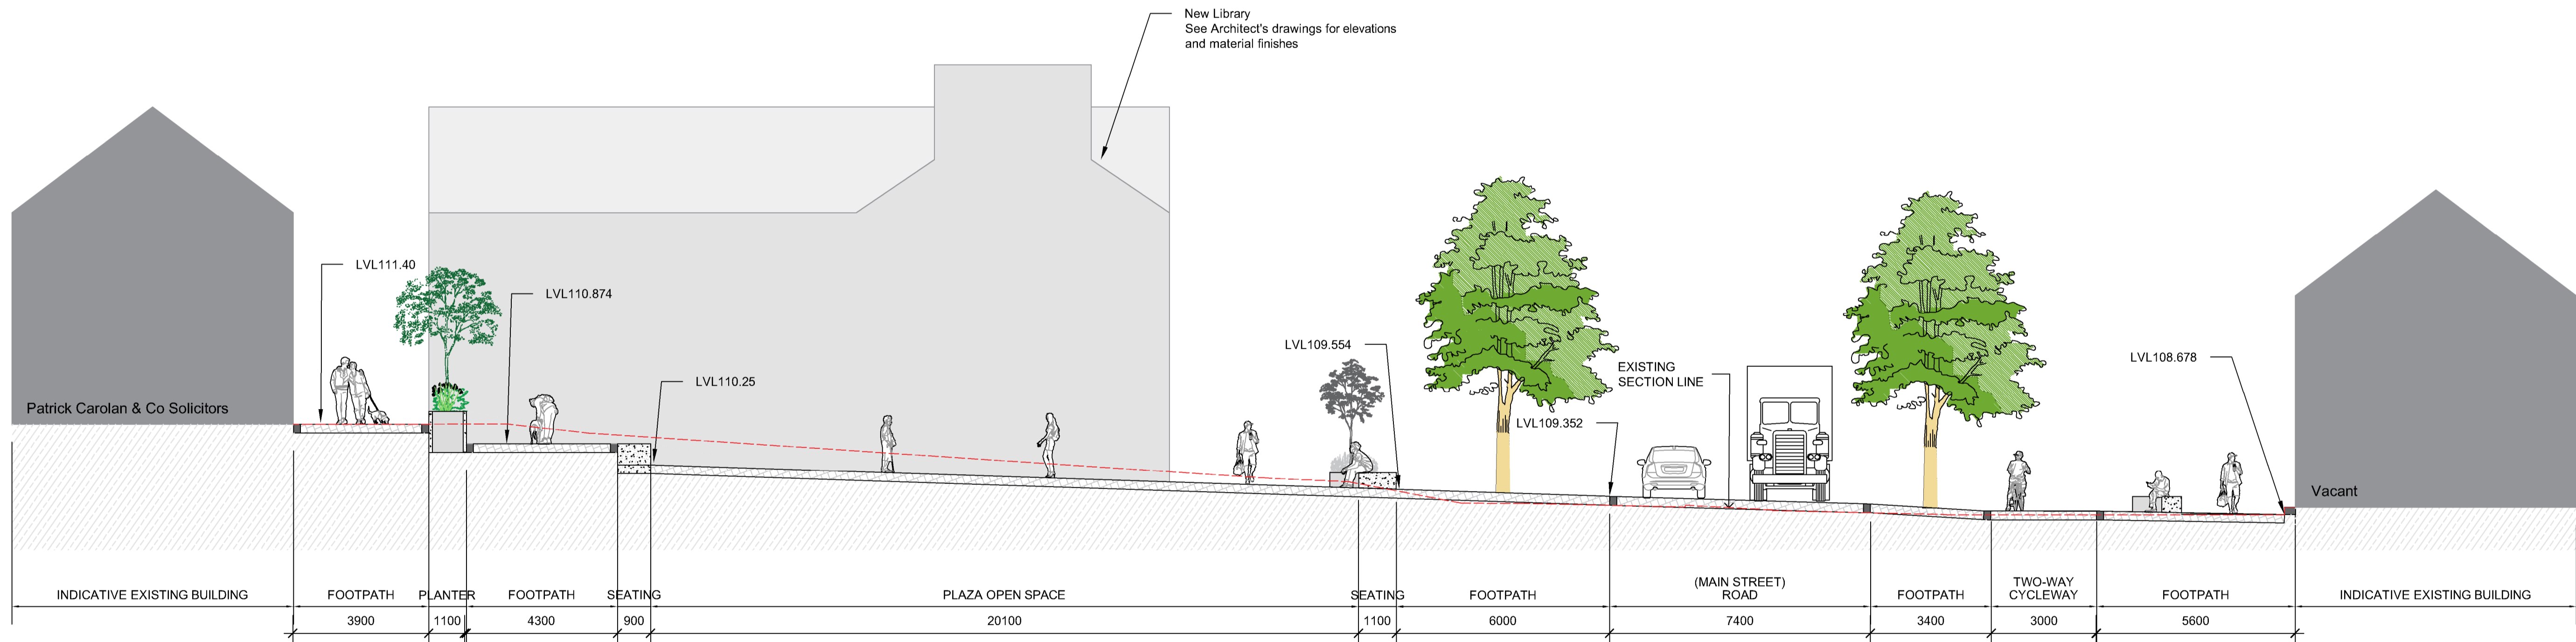 New Library
See Architect's drawings for elevations
and material finishes
LVL111.40
LVL110.874
LVL110.25
LVL109.554
LVL109.352
EXISTING
SECTION LINE
LVL108.678
Patrick Carolan & Co Solicitors
Vacant
INDICATIVE EXISTING BUILDING
FOOTPATH
PLANTER
FOOTPATH
SEATING
PLAZA OPEN SPACE
SEATING
FOOTPATH
(MAIN STREET)
ROAD
FOOTPATH
TWO-WAY
CYCLEWAY
FOOTPATH
INDICATIVE EXISTING BUILDING
3900
1100
4300
900
20100
1100
6000
7400
3400
3000
5600